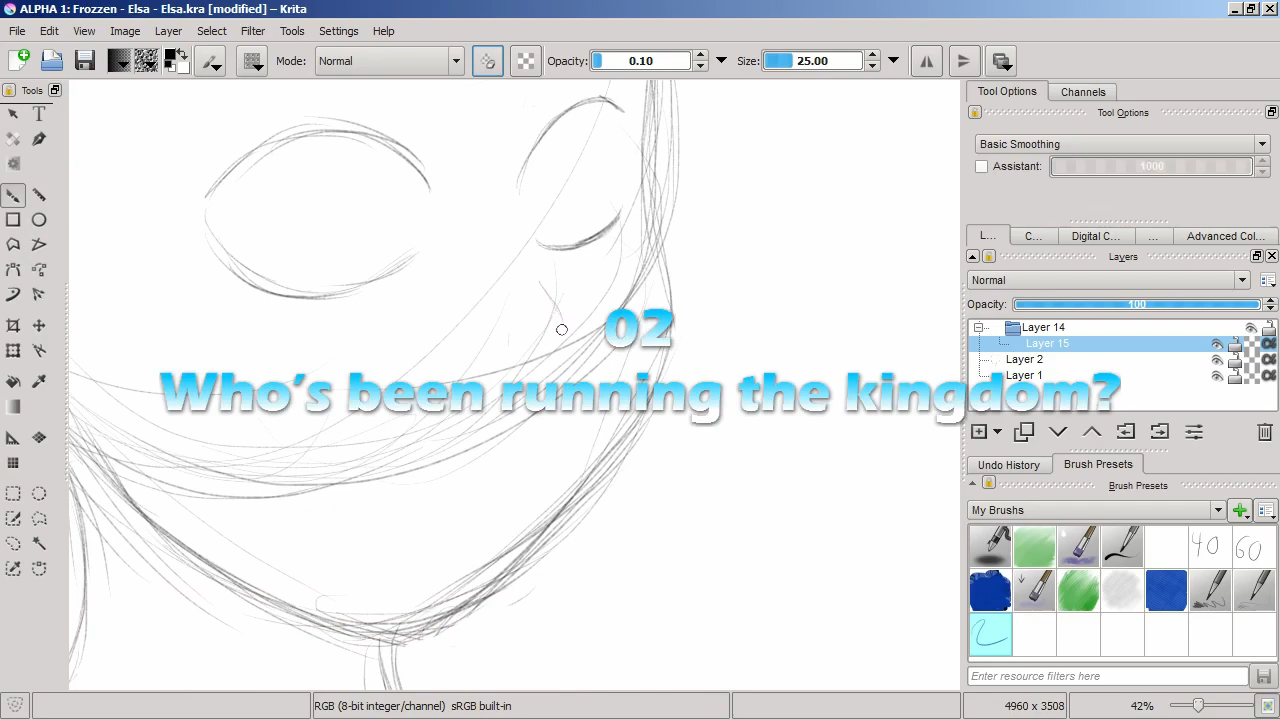 ALPHA 1: Frozzen - Elsa - Elsa.kra [modified] – Krita
File Edit View Image Layer Select Filter Tools Settings Help
Mode: Normal Opacity: 0.10 Size: 25.00
Tools
Tool Options Channels
Tool Options
Basic Smoothing
Assistant: 1000
L... C... Digital C... ... Advanced Col...
Layers
Normal
Opacity: 100
Layer 14
Layer 15
Layer 2
Layer 1
02
Who's been running the kingdom?
Undo History Brush Presets
Brush Presets
My Brushs
40 60
Enter resource filters here
RGB (8-bit integer/channel) sRGB built-in 4960 x 3508 42%